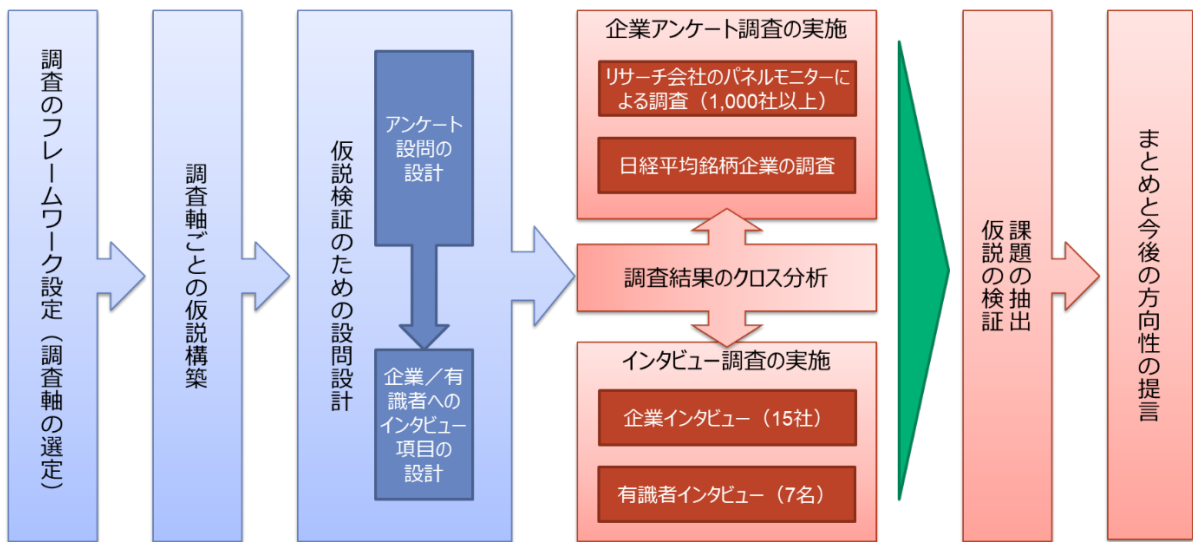 調査のフレームワーク設定（調査軸の選定）
調査軸ごとの仮説構築
仮説検証のための設問設計
アンケート
設問の
設計
企業／有
識者への
インタビュー
項目の
設計
企業アンケート調査の実施
リサーチ会社のパネルモニターに
よる調査（1,000社以上）
日経平均銘柄企業の調査
調査結果のクロス分析
インタビュー調査の実施
企業インタビュー（15社）
有識者インタビュー（7名）
課題の抽出
仮説の検証
まとめと今後の方向性の提言